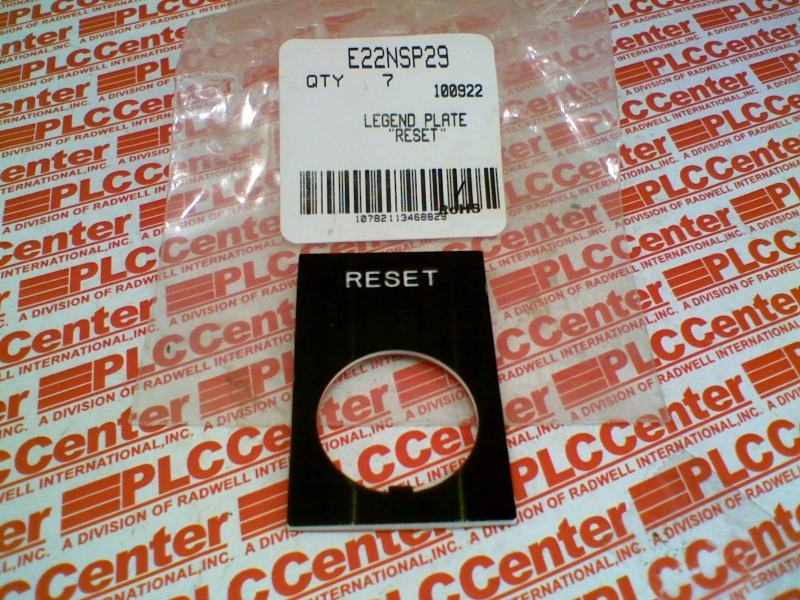 E22NSP29
QTY 7
100922
LEGEND PLATE
"RESET"
RoHS
10782113468829
RESET
PLCCenter
A DIVISION OF RADWELL INTERNATIONAL,INC.